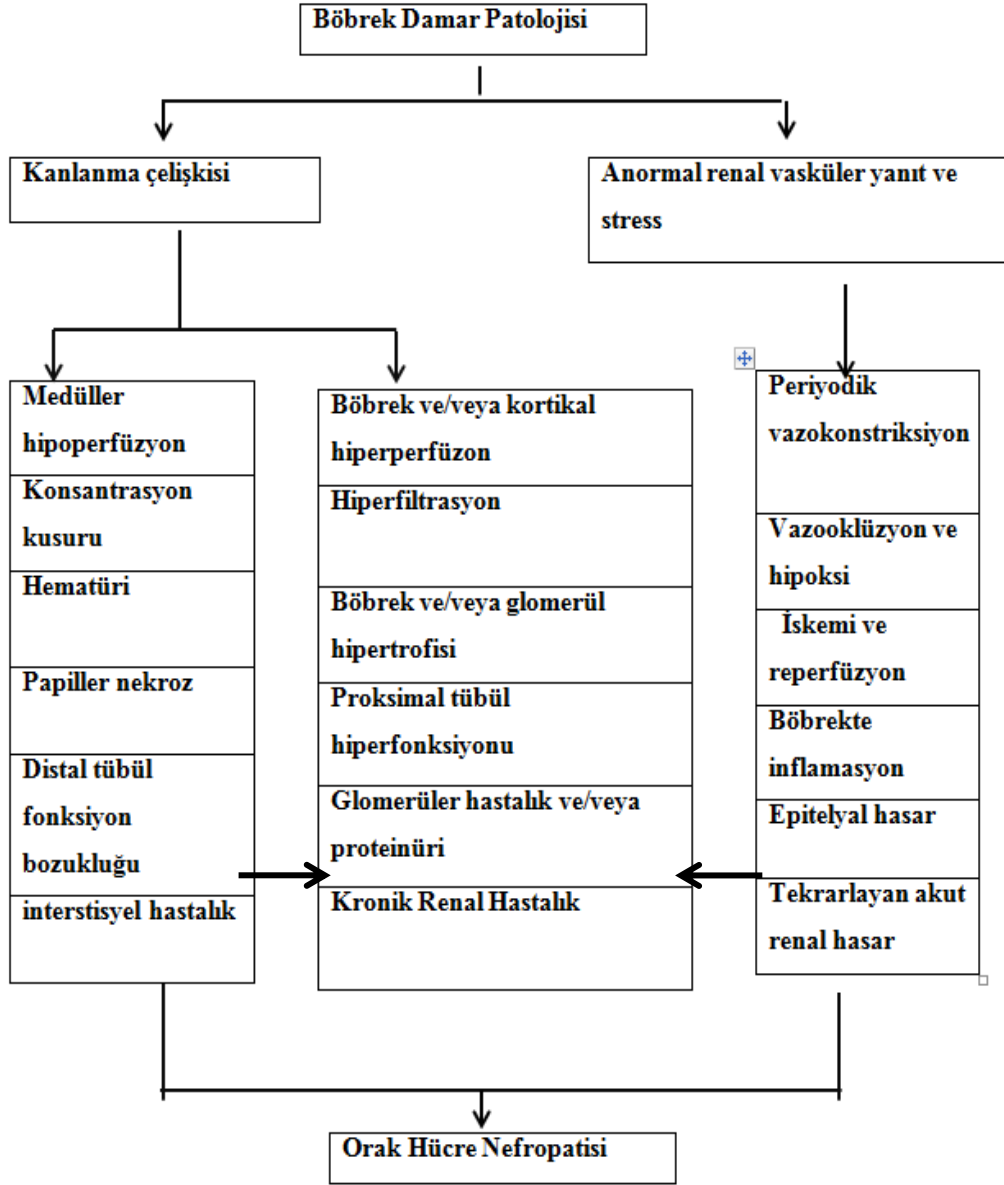 Böbrek Damar Patolojisi
Kanlanma çelişkisi
Anormal renal vasküler yanıt ve
stress
Medüller
hipoperfüzyon
Konsantrasyon
kusuru
Hematüri
Papiller nekroz
Distal tübül
fonksiyon
bozukluğu
interstisyel hastalık
Böbrek ve/veya kortikal
hiperperfüzon
Hiperfiltrasyon
Böbrek ve/veya glomerül
hipertrofisi
Proksimal tübül
hiperfonksiyonu
Glomerüler hastalık ve/veya
proteinüri
Kronik Renal Hastalık
Periyodik
vazokonstriksiyon
Vazooklüzyon ve
hipoksi
İskemi ve
reperfüzyon
Böbrekte
inflamasyon
Epitelyal hasar
Tekrarlayan akut
renal hasar
Orak Hücre Nefropatisi